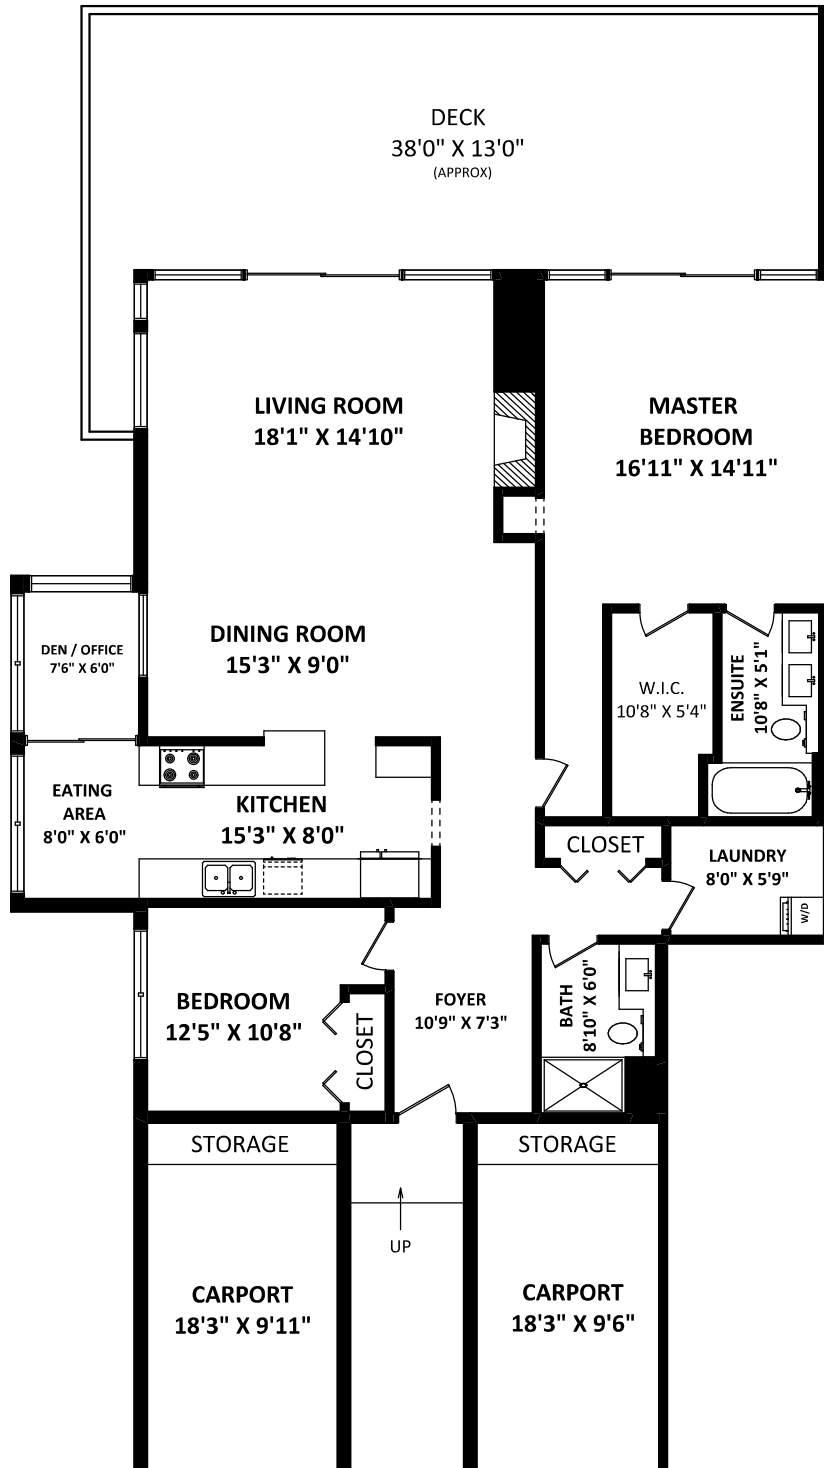 DECK
38'0" X 13'0"
(APPROX)
LIVING ROOM
18'1" X 14'10"
MASTER
BEDROOM
16'11" X 14'11"
DINING ROOM
15'3" X 9'0"
DEN / OFFICE
7'6" X 6'0"
W.I.C.
10'8" X 5'4"
ENSUITE
10'8" X 5'1"
EATING
AREA
8'0" X 6'0"
KITCHEN
15'3" X 8'0"
CLOSET
LAUNDRY
8'0" X 5'9"
W/D
BEDROOM
12'5" X 10'8"
CLOSET
FOYER
10'9" X 7'3"
BATH
8'10" X 6'0"
STORAGE
STORAGE
UP
CARPORT
18'3" X 9'11"
CARPORT
18'3" X 9'6"